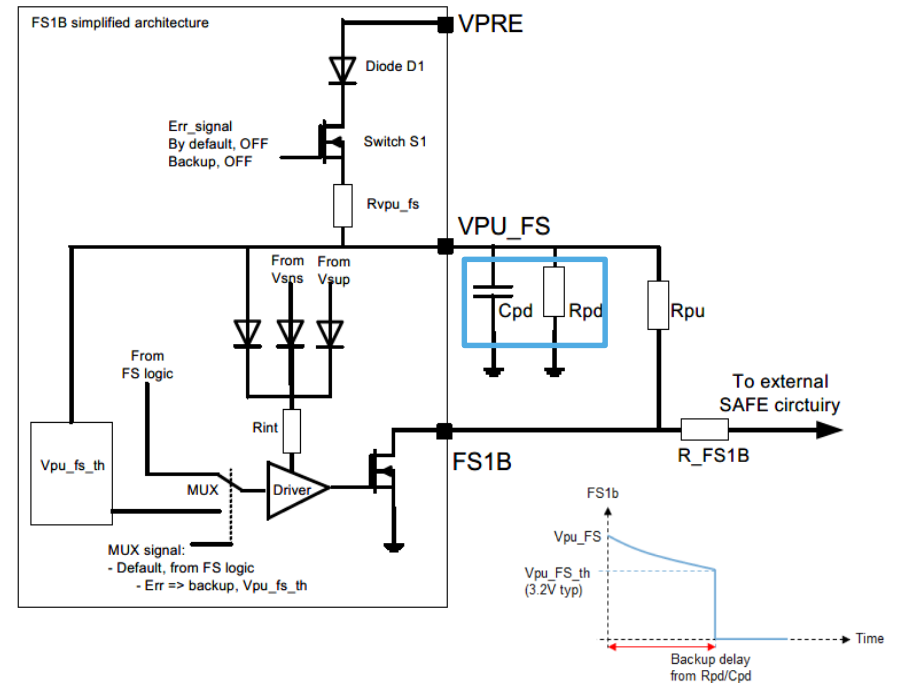 FS1B simplified architecture
VPRE
Diode D1
Err_signal
By default, OFF
Backup, OFF
Switch S1
Rvpu_fs
VPU_FS
From
Vsns
From
Vsup
Cpd
Rpd
Rpu
From
FS logic
To external
SAFE circtuiry
Rint
R_FS1B
FS1B
Vpu_fs_th
MUX
Driver
MUX signal:
- Default, from FS logic
- Err => backup, Vpu_fs_th
FS1b
Vpu_FS
Vpu_FS_th
(3.2V typ)
Time
Backup delay
from Rpd/Cpd